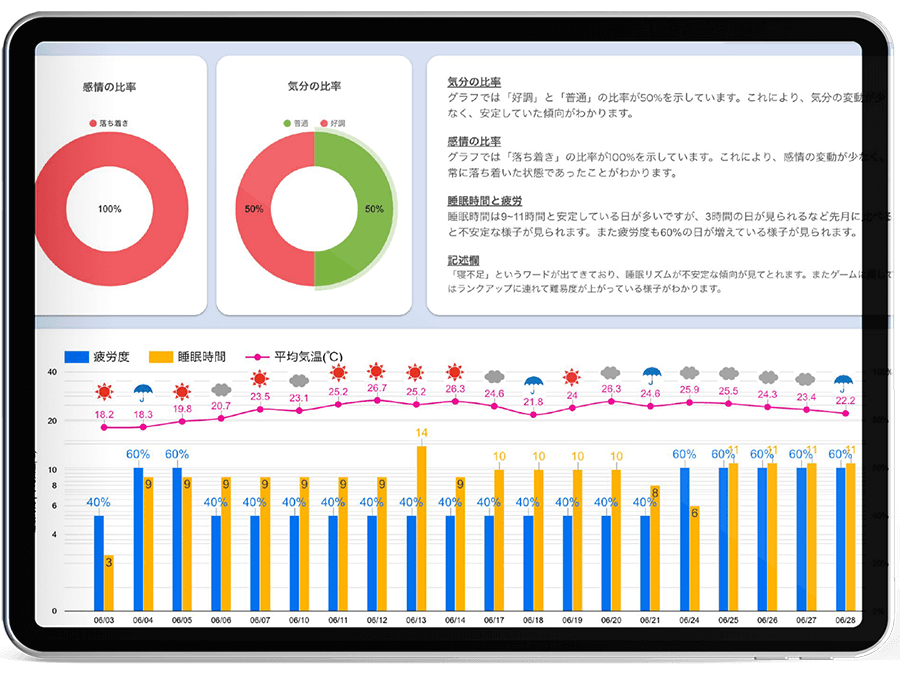 感情の比率
落ち着き
100%
気分の比率
普通 好調
50% 50%
気分の比率
グラフでは「好調」と「普通」の比率が50%を示しています。これにより、気分の変動が少
なく、安定していた傾向がわかります。
感情の比率
グラフでは「落ち着き」の比率が100%を示しています。これにより、感情の変動が少なく、
常に落ち着いた状態であったことがわかります。
睡眠時間と疲労
睡眠時間は9~11時間と安定している日が多いですが、3時間の日が見られるなど先月に比べる
と不安定な様子が見られます。また疲労度も60%の日が増えている様子が見られます。
記述欄
「寝不足」というワードが出てきており、睡眠リズムが不安定な傾向が見てとれます。またゲームに関して
はランクアップに連れて難易度が上がっている様子がわかります。
疲労度 睡眠時間 平均気温(℃)
40
20
10
8
6
4
0
18.2 18.3 19.8 20.7 23.5 23.1 25.2 26.7 25.2 26.3 24.6 21.8 24 26.3 24.6 25.9 25.5 24.3 23.4 22.2
40% 60% 60% 40% 40% 40% 40% 40% 40% 40% 40% 40% 40% 40% 40% 60% 60% 60% 60% 60%
3 9 9 9 9 9 9 9 14 9 10 10 10 10 8 6 11 11 11 11
06/03 06/04 06/05 06/06 06/07 06/10 06/11 06/12 06/13 06/14 06/17 06/18 06/19 06/20 06/21 06/24 06/25 06/26 06/27 06/28